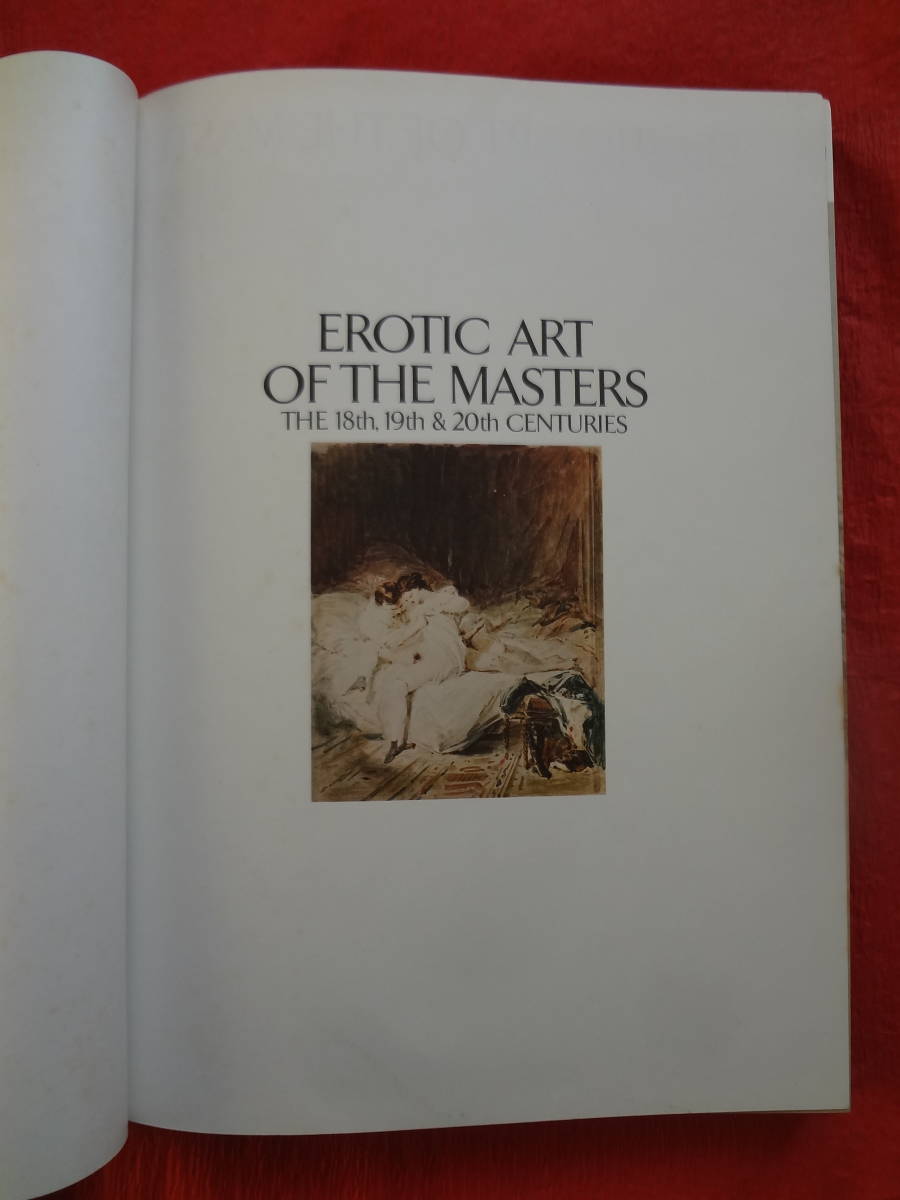 EROTIC ART
OF THE MASTERS
THE 18th, 19th & 20th CENTURIES